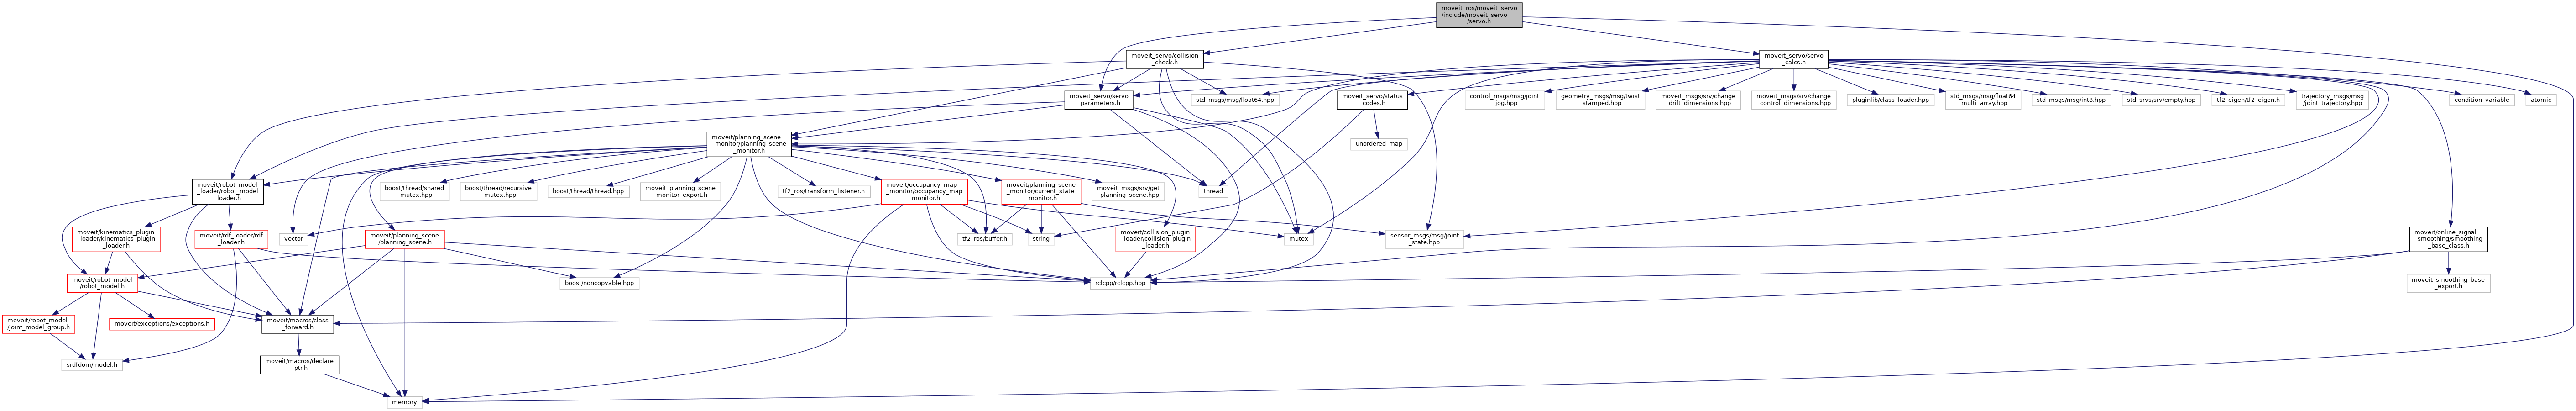 moveit_ros/moveit_servo
/include/moveit_servo
/servo.h
moveit_servo/collision
_check.h
moveit_servo/servo
_calcs.h
moveit_servo/servo
_parameters.h
std_msgs/msg/float64.hpp
moveit_servo/status
_codes.h
control_msgs/msg/joint
_jog.hpp
geometry_msgs/msg/twist
_stamped.hpp
moveit_msgs/srv/change
_drift_dimensions.hpp
moveit_msgs/srv/change
_control_dimensions.hpp
pluginlib/class_loader.hpp
std_msgs/msg/float64
_multi_array.hpp
std_msgs/msg/int8.hpp
std_srvs/srv/empty.hpp
tf2_eigen/tf2_eigen.h
trajectory_msgs/msg
/joint_trajectory.hpp
condition_variable
atomic
moveit/planning_scene
_monitor/planning_scene
_monitor.h
unordered_map
moveit/robot_model
_loader/robot_model
_loader.h
boost/thread/shared
_mutex.hpp
boost/thread/recursive
_mutex.hpp
boost/thread/thread.hpp
moveit_planning_scene
_monitor_export.h
tf2_ros/transform_listener.h
moveit/occupancy_map
_monitor/occupancy_map
_monitor.h
moveit/planning_scene
_monitor/current_state
_monitor.h
moveit_msgs/srv/get
_planning_scene.hpp
thread
moveit/kinematics_plugin
_loader/kinematics_plugin
_loader.h
moveit/rdf_loader/rdf
_loader.h
vector
moveit/planning_scene
/planning_scene.h
tf2_ros/buffer.h
string
moveit/collision_plugin
_loader/collision_plugin
_loader.h
mutex
sensor_msgs/msg/joint
_state.hpp
moveit/online_signal
_smoothing/smoothing
_base_class.h
moveit/robot_model
/robot_model.h
boost/noncopyable.hpp
rclcpp/rclcpp.hpp
moveit_smoothing_base
_export.h
moveit/robot_model
/joint_model_group.h
moveit/exceptions/exceptions.h
moveit/macros/class
_forward.h
srdfdom/model.h
moveit/macros/declare
_ptr.h
memory